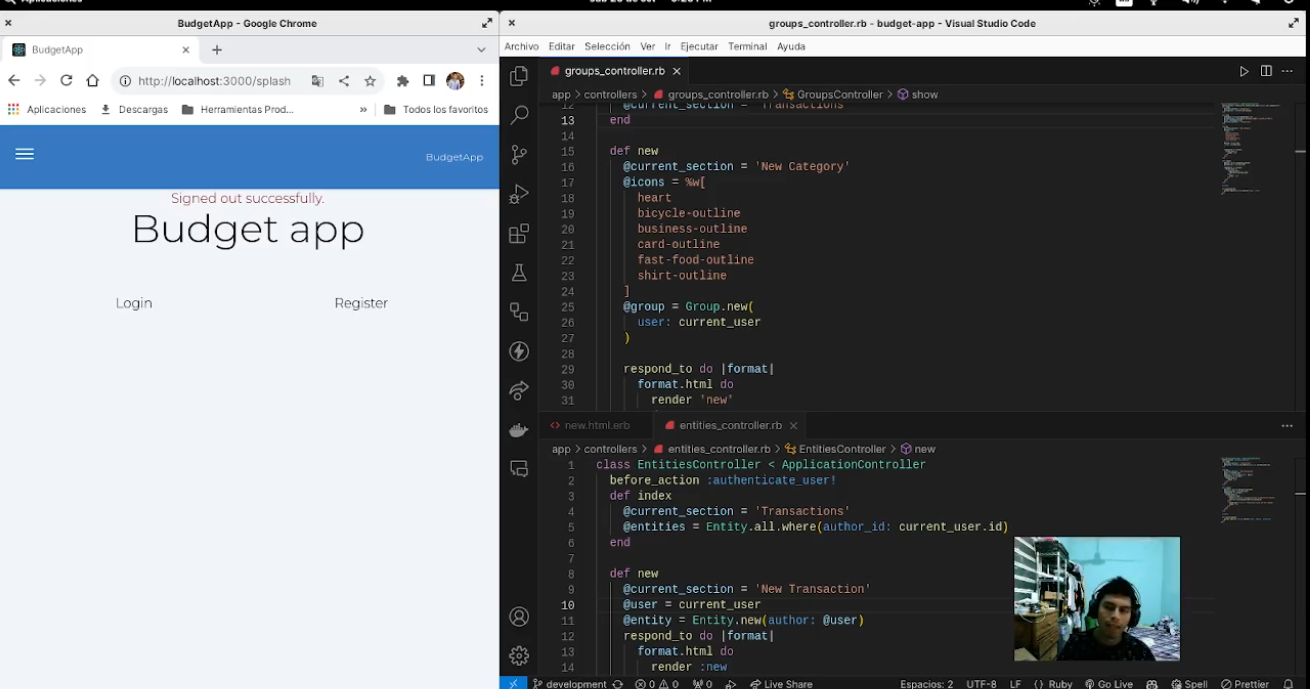 Aplicaciones
BudgetApp - Google Chrome
BudgetApp
http://localhost:3000/splash
Aplicaciones
Descargas
Herramientas Prod...
»
Todos los favoritos
BudgetApp
Signed out successfully.
Budget app
Login
Register
groups_controller.rb - budget-app - Visual Studio Code
Archivo Editar Selección Ver Ir Ejecutar Terminal Ayuda
groups_controller.rb
app > controllers > groups_controller.rb > GroupsController > show
12 @current_section = 'Transactions'
13 end
14
15 def new
16 @current_section = 'New Category'
17 @icons = %w[
18 heart
19 bicycle-outline
20 business-outline
21 card-outline
22 fast-food-outline
23 shirt-outline
24 ]
25 @group = Group.new(
26 user: current_user
27 )
28
29 respond_to do |format|
30 format.html do
31 render 'new'
new.html.erb
entities_controller.rb
app > controllers > entities_controller.rb > EntitiesController > new
1 class EntitiesController < ApplicationController
2 before_action :authenticate_user!
3 def index
4 @current_section = 'Transactions'
5 @entities = Entity.all.where(author_id: current_user.id)
6 end
7
8 def new
9 @current_section = 'New Transaction'
10 @user = current_user
11 @entity = Entity.new(author: @user)
12 respond_to do |format|
13 format.html do
14 render :new
development 0 0 0 Live Share Espacios: 2 UTF-8 LF Ruby Go Live Spell Prettier